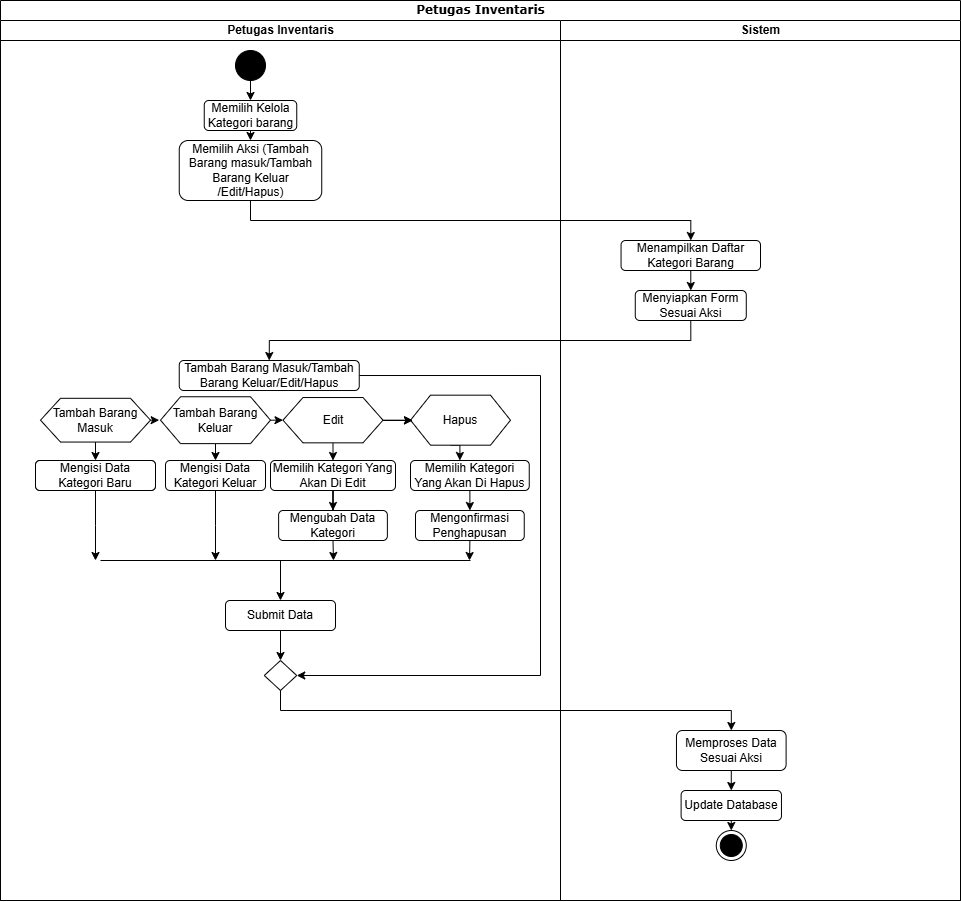 Petugas Inventaris
Petugas Inventaris
Sistem
Memilih Kelola
Kategori barang
Memilih Aksi (Tambah
Barang masuk/Tambah
Barang Keluar
/Edit/Hapus)
Menampilkan Daftar
Kategori Barang
Menyiapkan Form
Sesuai Aksi
Tambah Barang Masuk/Tambah
Barang Keluar/Edit/Hapus
Tambah Barang
Masuk
Tambah Barang
Keluar
Edit
Hapus
Mengisi Data
Kategori Baru
Mengisi Data
Kategori Keluar
Memilih Kategori Yang
Akan Di Edit
Memilih Kategori
Yang Akan Di Hapus
Mengubah Data
Kategori
Mengonfirmasi
Penghapusan
Submit Data
Memproses Data
Sesuai Aksi
Update Database